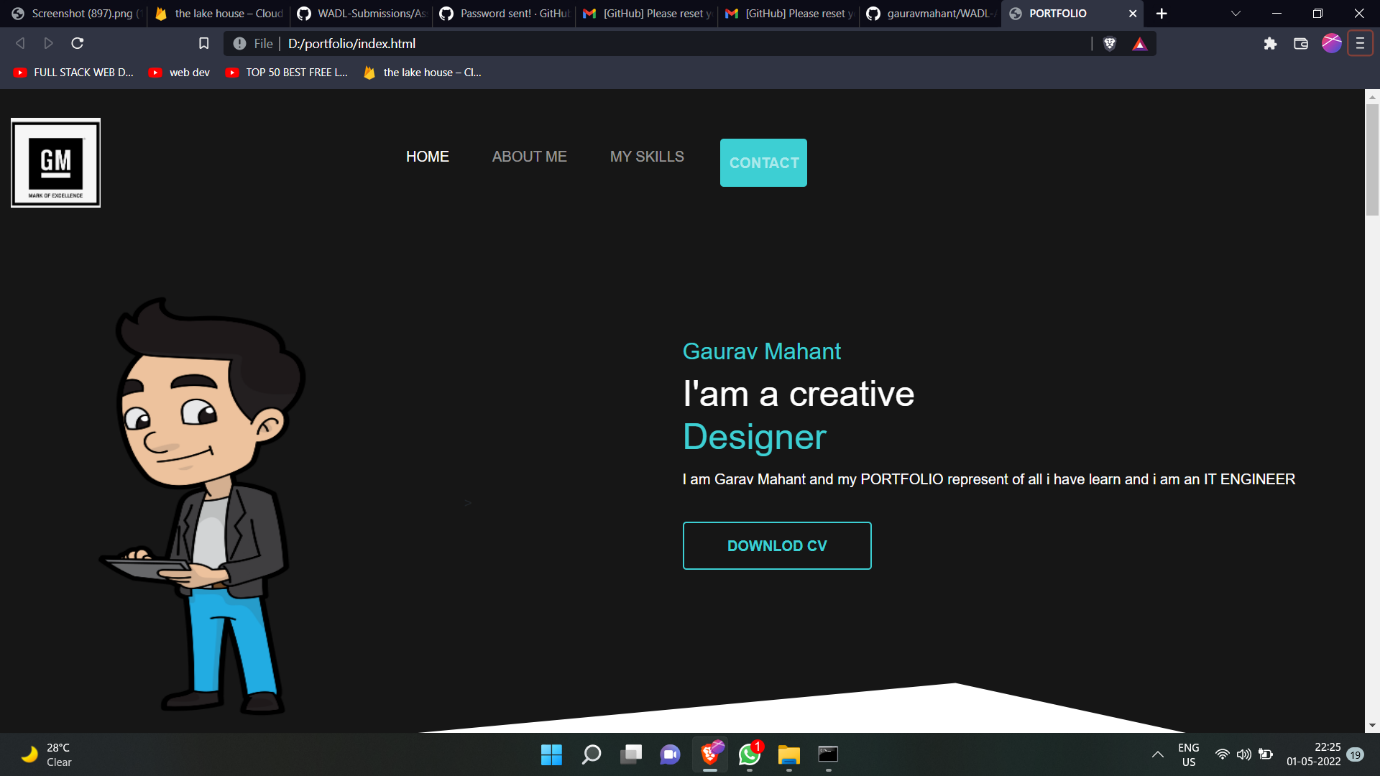 Screenshot (897).png (1
the lake house – Cloud
WADL-Submissions/As
Password sent! · GitHub
[GitHub] Please reset y
[GitHub] Please reset y
gauravmahant/WADL-A
PORTFOLIO
File | D:/portfolio/index.html
FULL STACK WEB D...
web dev
TOP 50 BEST FREE L...
the lake house – Cl...
GM
MARK OF EXCELLENCE
HOME
ABOUT ME
MY SKILLS
CONTACT
Gaurav Mahant
I'am a creative
Designer
I am Garav Mahant and my PORTFOLIO represent of all i have learn and i am an IT ENGINEER
>
DOWNLOD CV
28°C
Clear
1
ENG
US
22:25
01-05-2022
19